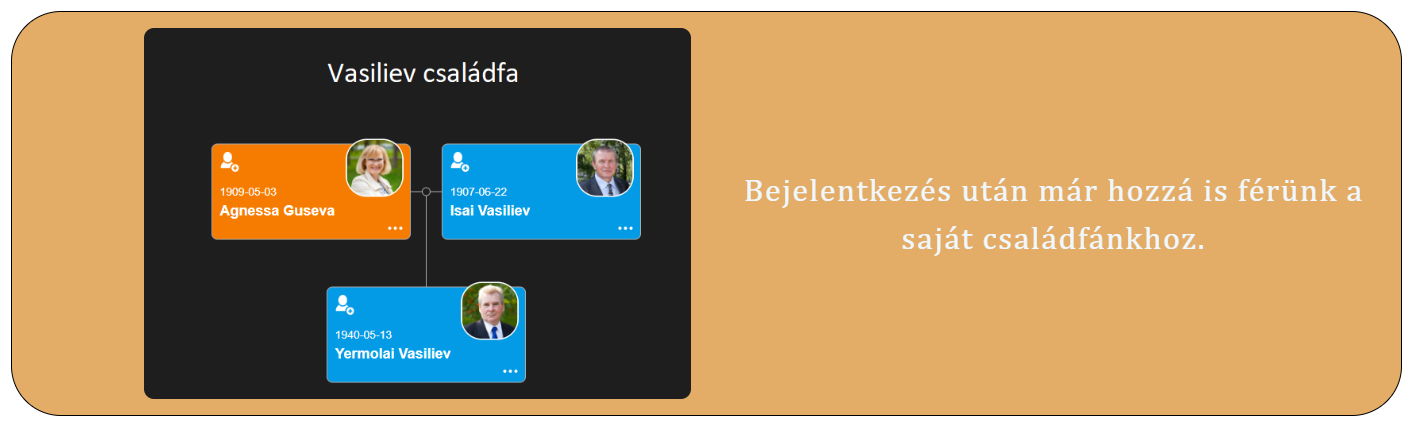 Vasiliev családfa
1909-05-03
Agnessa Guseva
1907-06-22
Isai Vasiliev
1940-05-13
Yermolai Vasiliev
Bejelentkezés után már hozzá is férünk a
saját családfánkhoz.